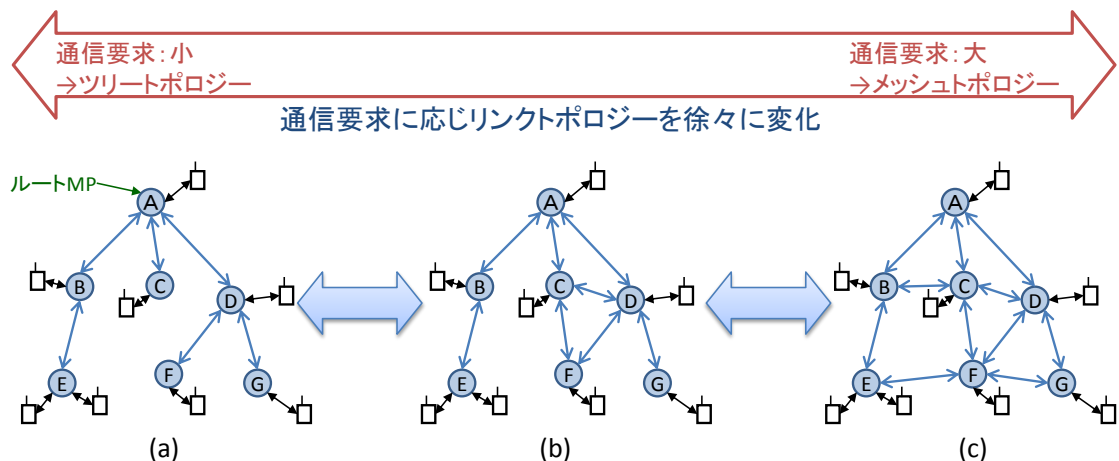 通信要求：小
→ツリートポロジー
通信要求：大
→メッシュトポロジー
通信要求に応じリンクトポロジーを徐々に変化
ルートMP
A
B
C
D
E
F
G
(a)
A
B
C
D
E
F
G
(b)
A
B
C
D
E
F
G
(c)